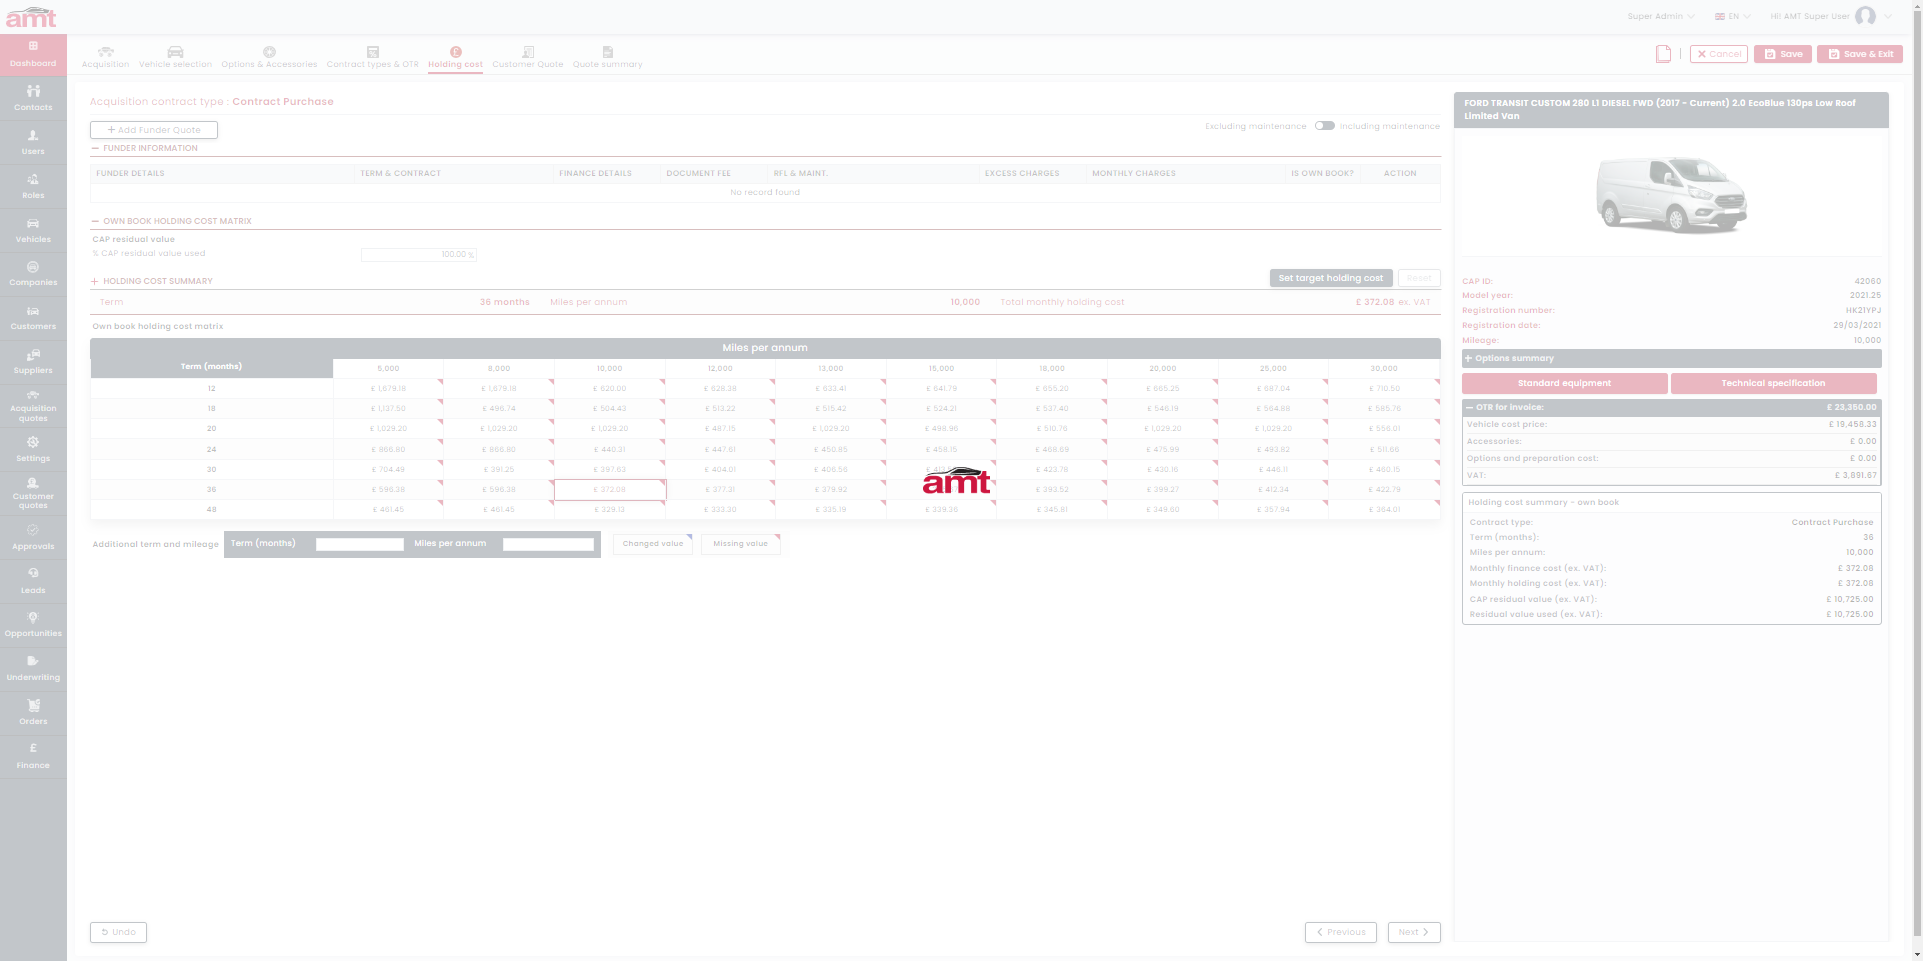 amt
Super Admin
EN
Hi! AMT Super User
Dashboard
Contacts
Users
Roles
Vehicles
Companies
Customers
Suppliers
Acquisition quotes
Settings
Customer quotes
Approvals
Leads
Opportunities
Underwriting
Orders
Finance
Acquisition
Vehicle selection
Options & Accessories
Contract types & OTR
Holding cost
Customer Quote
Quote summary
Cancel
Save
Save & Exit
Acquisition contract type : Contract Purchase
+ Add Funder Quote
Excluding maintenance Including maintenance
FUNDER INFORMATION
FUNDER DETAILS TERM & CONTRACT FINANCE DETAILS DOCUMENT FEE RFL & MAINT. EXCESS CHARGES MONTHLY CHARGES IS OWN BOOK? ACTION
No record found
OWN BOOK HOLDING COST MATRIX
CAP residual value
% CAP residual value used 100.00 %
+ HOLDING COST SUMMARY
Set target holding cost
Reset
Term 36 months Miles per annum 10,000 Total monthly holding cost £ 372.08 ex. VAT
Own book holding cost matrix
Miles per annum
Term (months) 5,000 8,000 10,000 12,000 13,000 15,000 18,000 20,000 25,000 30,000
12 £ 1,679.18 £ 1,679.18 £ 620.00 £ 628.38 £ 633.41 £ 641.79 £ 655.20 £ 665.25 £ 687.04 £ 710.50
18 £ 1,137.50 £ 496.74 £ 504.43 £ 513.22 £ 515.42 £ 524.21 £ 537.40 £ 546.19 £ 564.88 £ 585.76
20 £ 1,029.20 £ 1,029.20 £ 1,029.20 £ 487.15 £ 1,029.20 £ 498.96 £ 510.76 £ 1,029.20 £ 1,029.20 £ 556.01
24 £ 866.80 £ 866.80 £ 440.31 £ 447.61 £ 450.85 £ 458.15 £ 468.69 £ 475.99 £ 493.82 £ 511.66
30 £ 704.49 £ 391.25 £ 397.63 £ 404.01 £ 406.56 £ 423.78 £ 430.16 £ 446.11 £ 460.15
36 £ 596.38 £ 596.38 £ 372.08 £ 377.31 £ 379.92 £ 393.52 £ 399.27 £ 412.34 £ 422.79
48 £ 461.45 £ 461.45 £ 329.13 £ 333.30 £ 335.19 £ 339.36 £ 345.61 £ 349.60 £ 357.94 £ 364.01
amt
Additional term and mileage Term (months) Miles per annum Changed value Missing value
Undo
Previous
Next
FORD TRANSIT CUSTOM 280 L1 DIESEL FWD (2017 - Current) 2.0 EcoBlue 130ps Low Roof
Limited Van
CAP ID: 42060
Model year: 2021.25
Registration number: HK21YPJ
Registration date: 29/03/2021
Mileage: 10,000
+ Options summary
Standard equipment
Technical specification
OTR for invoice: £ 23,350.00
Vehicle cost price: £ 19,458.33
Accessories: £ 0.00
Options and preparation cost: £ 0.00
VAT: £ 3,891.67
Holding cost summary - own book
Contract type: Contract Purchase
Term (months): 36
Miles per annum: 10,000
Monthly finance cost (ex. VAT): £ 372.08
Monthly holding cost (ex. VAT): £ 372.08
CAP residual value (ex. VAT): £ 10,725.00
Residual value used (ex. VAT): £ 10,725.00